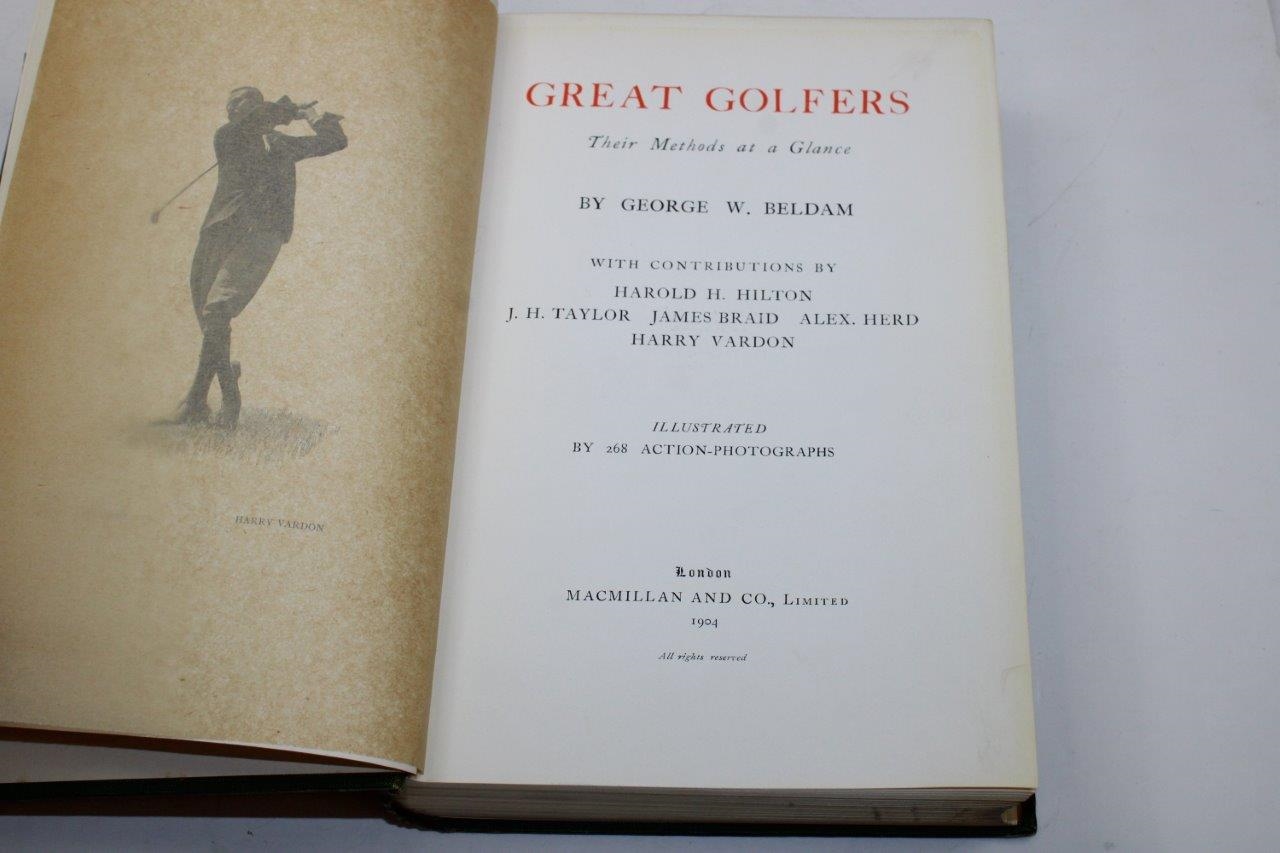 HARRY VARDON
GREAT GOLFERS
Their Methods at a Glance
BY GEORGE W. BELDAM
WITH CONTRIBUTIONS BY
HAROLD H. HILTON
J. H. TAYLOR JAMES BRAID ALEX. HERD
HARRY VARDON
ILLUSTRATED
BY 268 ACTION-PHOTOGRAPHS
London
MACMILLAN AND CO., LIMITED
1904
All rights reserved